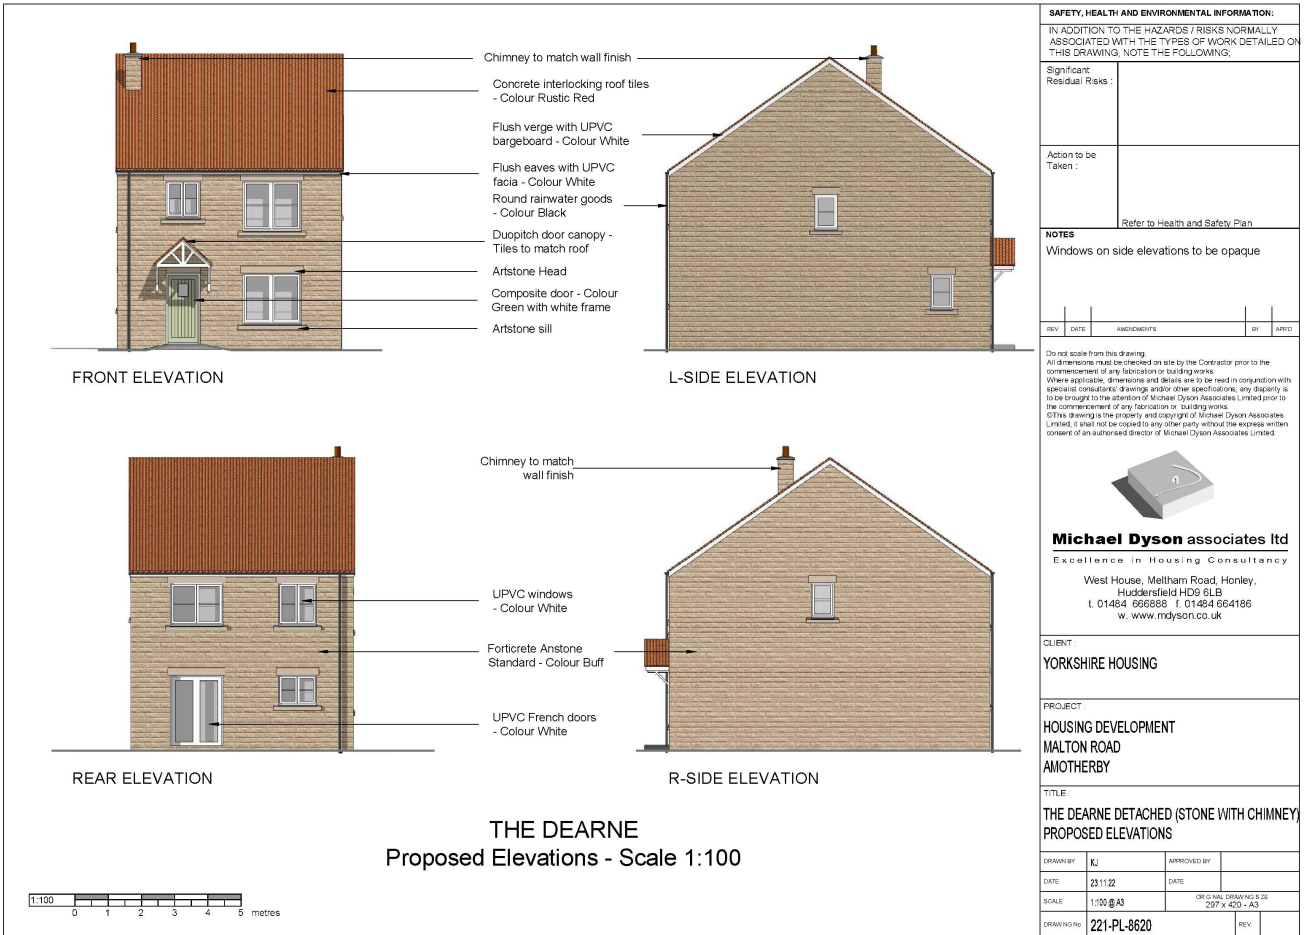 Chimney to match wall finish
Concrete interlocking roof tiles
- Colour Rustic Red
Flush verge with UPVC
bargeboard - Colour White
Flush eaves with UPVC
facia - Colour White
Round rainwater goods
- Colour Black
Duopitch door canopy -
Tiles to match roof
Artstone Head
Composite door - Colour
Green with white frame
Artstone sill
FRONT ELEVATION
L-SIDE ELEVATION
Chimney to match
wall finish
UPVC windows
- Colour White
Forticrete Anstone
Standard - Colour Buff
UPVC French doors
- Colour White
REAR ELEVATION
R-SIDE ELEVATION
THE DEARNE
Proposed Elevations - Scale 1:100
1:100
0 1 2 3 4 5 metres
SAFETY, HEALTH AND ENVIRONMENTAL INFORMATION:
IN ADDITION TO THE HAZARDS / RISKS NORMALLY
ASSOCIATED WITH THE TYPES OF WORK DETAILED ON
THIS DRAWING, NOTE THE FOLLOWING;
Significant
Residual Risks :
Action to be
Taken :
Refer to Health and Safety Plan
NOTES
Windows on side elevations to be opaque
REV DATE AMENDMENTS BY APR'D
Do not scale from this drawing.
All dimensions must be checked on site by the Contractor prior to the
commencement of any fabrication or building works.
Where applicable, dimensions and details are to be read in conjunction with
specialist consultants' drawings and/or other specifications; any disparity is
to be brought to the attention of Michael Dyson Associates Limited prior to
the commencement of any fabrication or building works.
©This drawing is the property and copyright of Michael Dyson Associates
Limited, it shall not be copied to any other party without the express written
consent of an authorised director of Michael Dyson Associates Limited
Michael Dyson associates ltd
Excellence in Housing Consultancy
West House, Meltham Road, Honley,
Huddersfield HD9 6LB
t. 01484 666888 f. 01484 664186
w. www.mdyson.co.uk
CLIENT :
YORKSHIRE HOUSING
PROJECT :
HOUSING DEVELOPMENT
MALTON ROAD
AMOTHERBY
TITLE :
THE DEARNE DETACHED (STONE WITH CHIMNEY)
PROPOSED ELEVATIONS
DRAWN BY KJ APPROVED BY
DATE 23.11.22 DATE
SCALE 1:100 @ A3 ORIGINAL DRAWING SIZE
297 x 420 - A3
DRAWING No 221-PL-8620 REV.